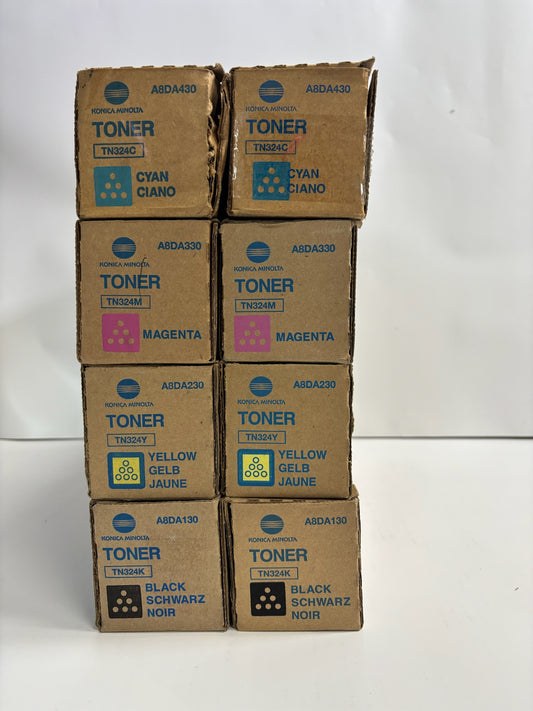 A8DA430
KONICA MINOLTA
TONER
TN324C
CYAN
CIANO
A8DA430
KONICA MINOLTA
TONER
TN324C
CYAN
CIANO
A8DA330
KONICA MINOLTA
TONER
TN324M
MAGENTA
A8DA330
KONICA MINOLTA
TONER
TN324M
MAGENTA
A8DA230
KONICA MINOLTA
TONER
TN324Y
YELLOW
GELB
JAUNE
A8DA230
KONICA MINOLTA
TONER
TN324Y
YELLOW
GELB
JAUNE
A8DA130
KONICA MINOLTA
TONER
TN324K
BLACK
SCHWARZ
NOIR
A8DA130
KONICA MINOLTA
TONER
TN324K
BLACK
SCHWARZ
NOIR